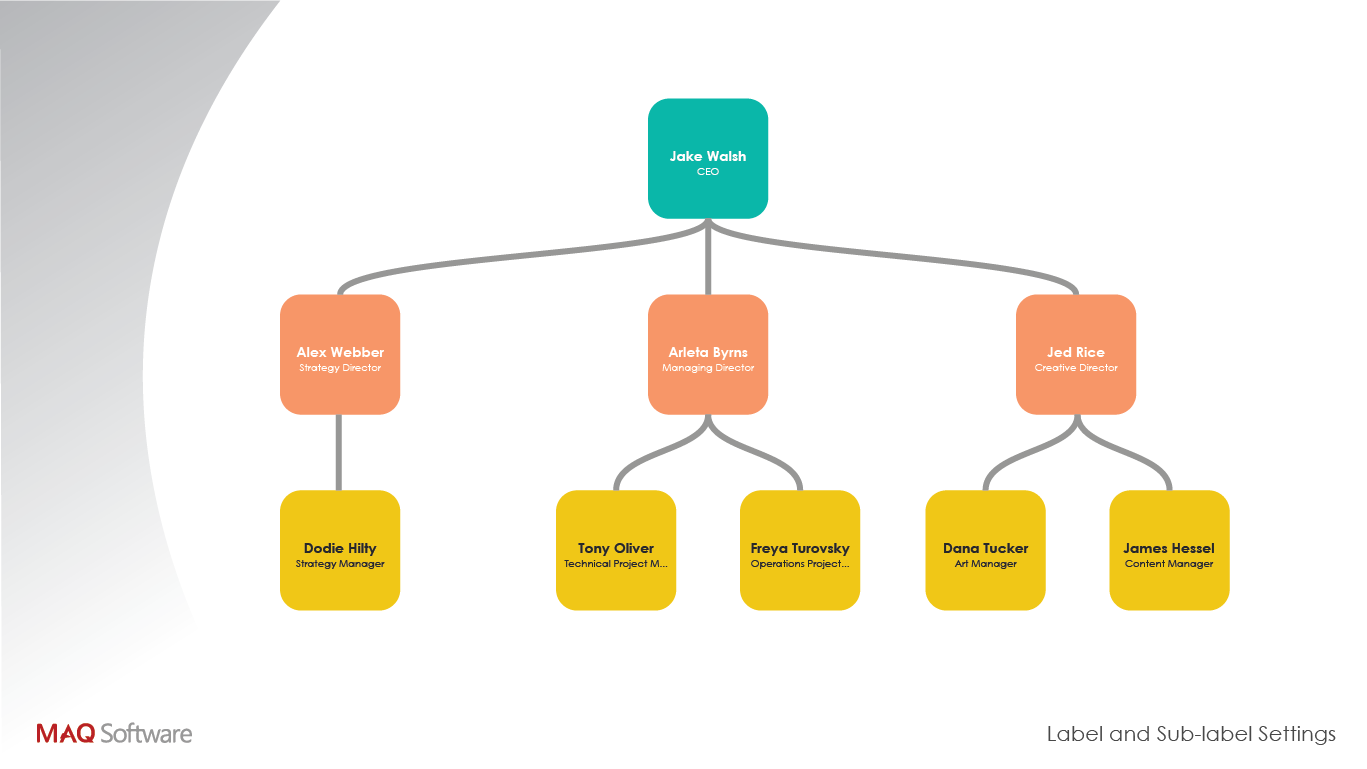 Jake Walsh
CEO
Alex Webber
Strategy Director
Arleta Byrns
Managing Director
Jed Rice
Creative Director
Dodie Hilty
Strategy Manager
Tony Oliver
Technical Project M...
Freya Turovsky
Operations Project...
Dana Tucker
Art Manager
James Hessel
Content Manager
MAQ Software
Label and Sub-label Settings